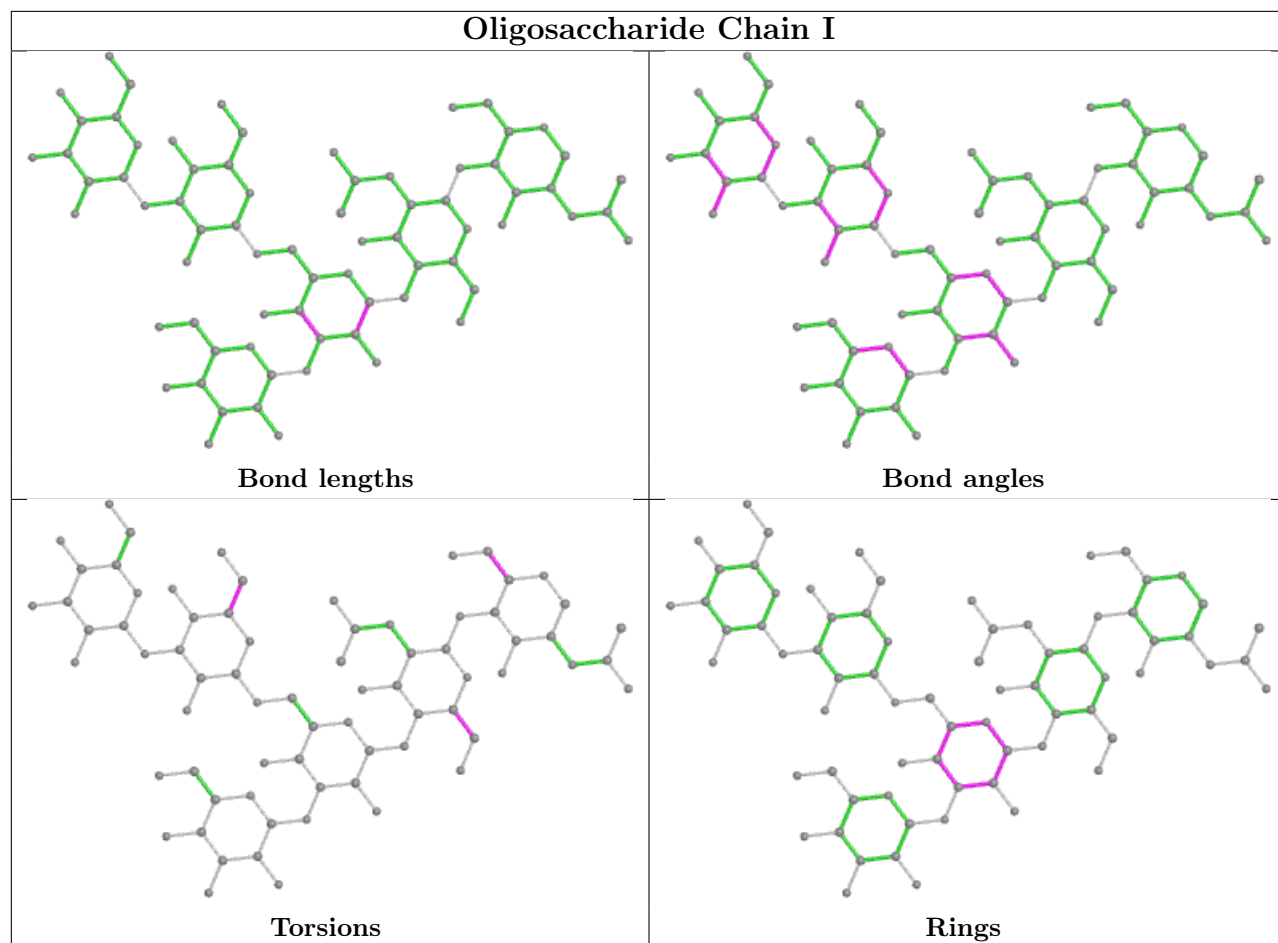 Oligosaccharide Chain I
Bond lengths
Bond angles
Torsions
Rings